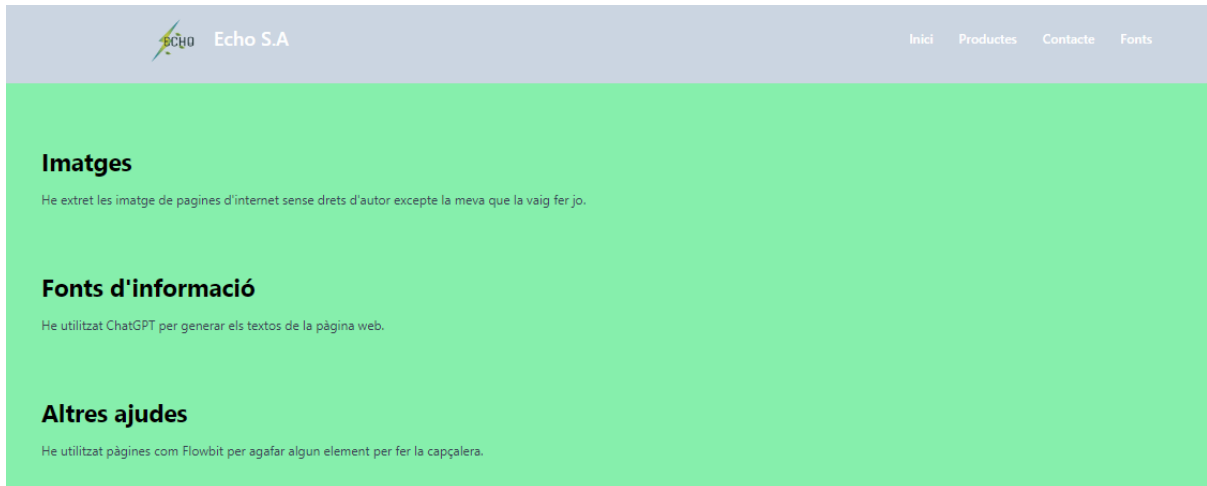 ECHO Echo S.A Inici Productes Contacte Fonts
Imatges
He extret les imatge de pagines d'internet sense drets d'autor excepte la meva que la vaig fer jo.
Fonts d'informació
He utilitzat ChatGPT per generar els textos de la pàgina web.
Altres ajudes
He utilitzat pàgines com Flowbit per agafar algun element per fer la capçalera.